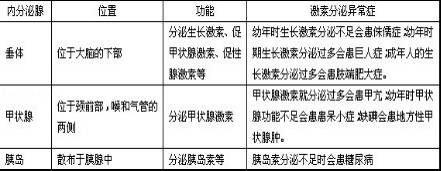 内分泌腺 位置 功能 激素分泌异常症
垂体 位于大脑的下部 分泌生长激素、促
甲状腺激素、促性
腺激素等 幼年时生长激素分泌不足会患侏儒症;幼年时
期生长激素分泌过多会患巨人症;成年人的生
长激素分泌过多会患肢端肥大症。
甲状腺 位于颈前部,喉和气管的
两侧 分泌甲状腺激素 甲状腺激素就分泌过多会患甲亢;幼年时甲状
腺功能不足会患患呆小症;缺碘会患地方性甲
状腺肿。
胰岛 散布于胰腺中 分泌胰岛素等 胰岛素分泌不足时会患糖尿病